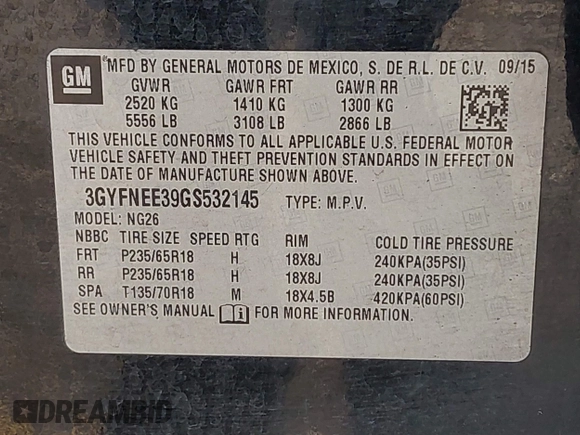 GM
MFD BY GENERAL MOTORS DE MEXICO, S. DE R.L. DE C.V. 09/15
GVWR GAWR FRT GAWR RR
2520 KG 1410 KG 1300 KG
5556 LB 3108 LB 2866 LB
THIS VEHICLE CONFORMS TO ALL APPLICABLE U.S. FEDERAL MOTOR
VEHICLE SAFETY AND THEFT PREVENTION STANDARDS IN EFFECT ON
THE DATE OF MANUFACTURE SHOWN ABOVE.
3GYFNEE39GS532145 TYPE: M.P.V.
MODEL: NG26
NBBC TIRE SIZE SPEED RTG RIM COLD TIRE PRESSURE
FRT P235/65R18 H 18X8J 240KPA(35PSI)
RR P235/65R18 H 18X8J 240KPA(35PSI)
SPA T135/70R18 M 18X4.5B 420KPA(60PSI)
SEE OWNER'S MANUAL FOR MORE INFORMATION.
DREAMBID